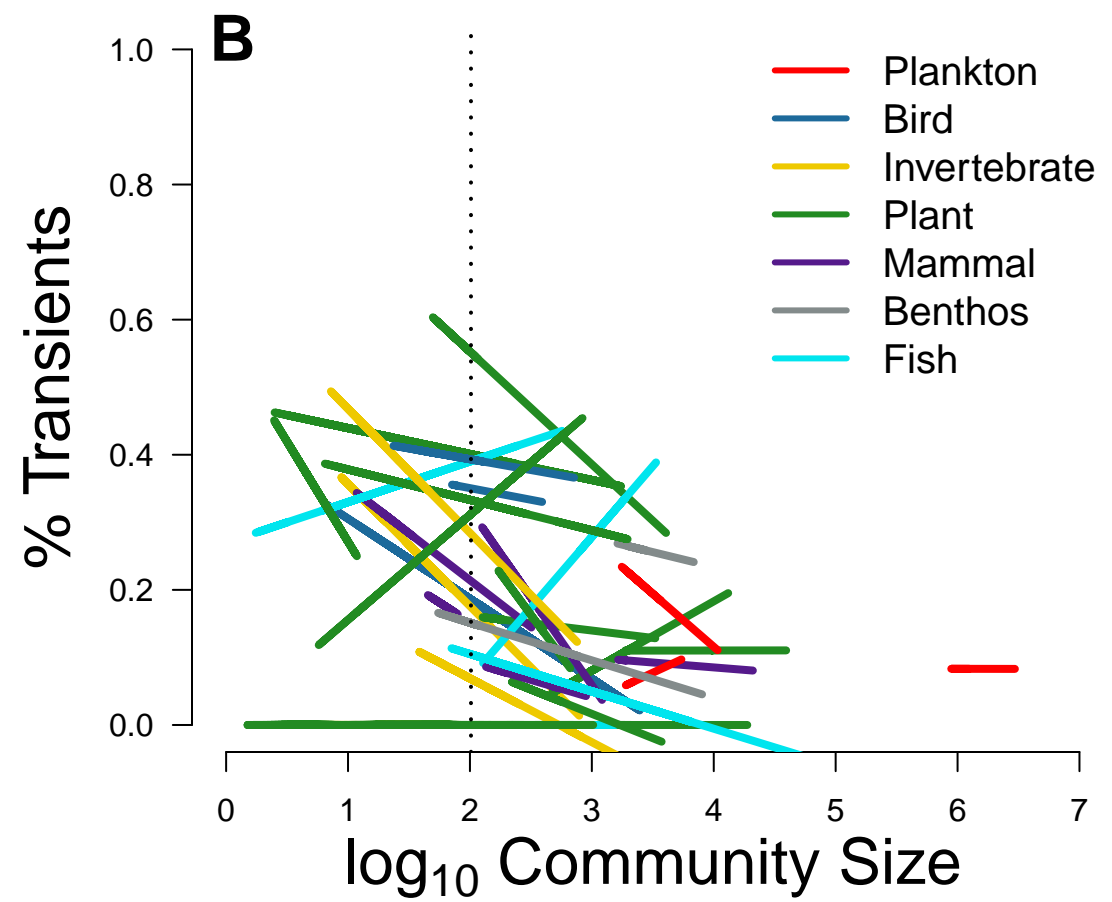 B
% Transients
1.0
0.8
0.6
0.4
0.2
0.0
Plankton
Bird
Invertebrate
Plant
Mammal
Benthos
Fish
0 1 2 3 4 5 6 7
log10 Community Size